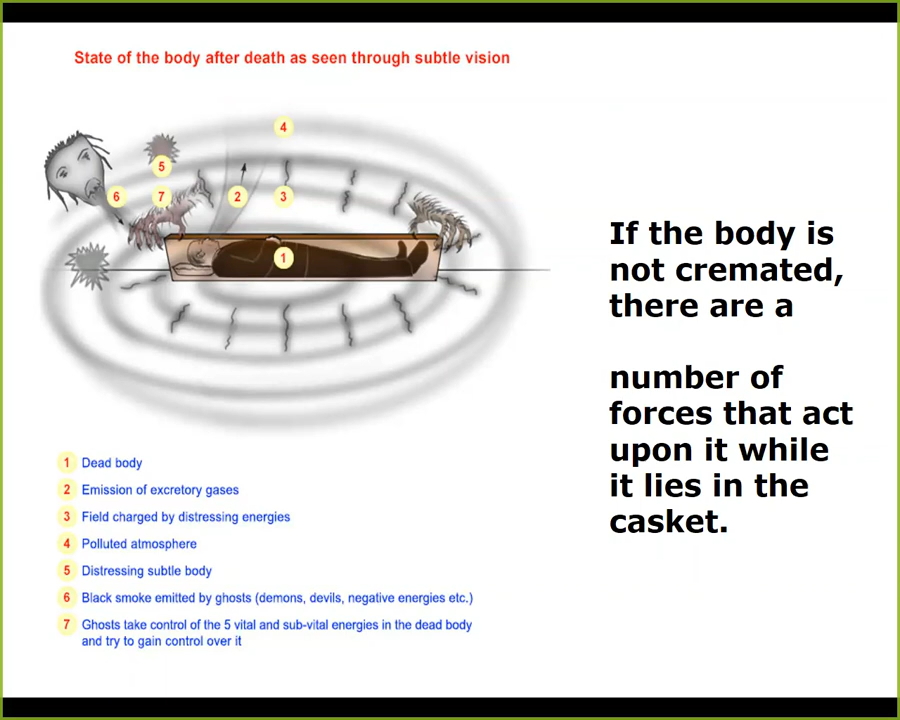 State of the body after death as seen through subtle vision
4
5
6
7
2
3
1
If the body is
not cremated,
there are a
number of
forces that act
upon it while
it lies in the
casket.
1 Dead body
2 Emission of excretory gases
3 Field charged by distressing energies
4 Polluted atmosphere
5 Distressing subtle body
6 Black smoke emitted by ghosts (demons, devils, negative energies etc.)
7 Ghosts take control of the 5 vital and sub-vital energies in the dead body
and try to gain control over it